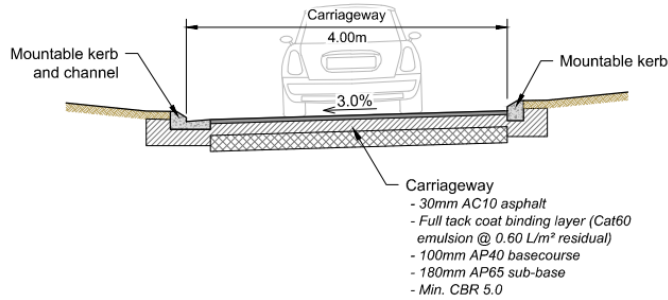 Carriageway
4.00m
Mountable kerb
and channel
Mountable kerb
3.0%
Carriageway
- 30mm AC10 asphalt
- Full tack coat binding layer (Cat60
emulsion @ 0.60 L/m² residual)
- 100mm AP40 basecourse
- 180mm AP65 sub-base
- Min. CBR 5.0